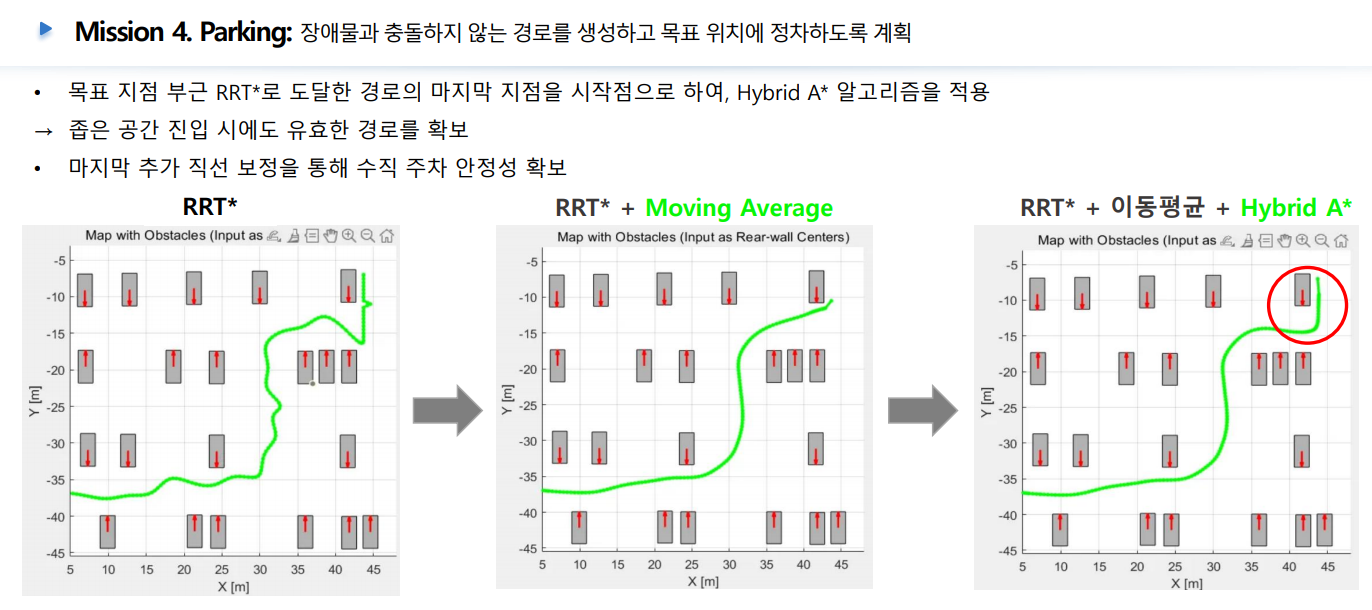 Mission 4. Parking: 장애물과 충돌하지 않는 경로를 생성하고 목표 위치에 정차하도록 계획
• 목표 지점 부근 RRT*로 도달한 경로의 마지막 지점을 시작점으로 하여, Hybrid A* 알고리즘을 적용
→ 좁은 공간 진입 시에도 유효한 경로를 확보
• 마지막 추가 직선 보정을 통해 수직 주차 안정성 확보
RRT*
Map with Obstacles (Input as
-5
-10
-15
-20
-25
-30
-35
-40
-45
Y [m]
5 10 15 20 25 30 35 40 45
X [m]
RRT* + Moving Average
Map with Obstacles (Input as Rear-wall Centers)
-5
-10
-15
-20
-25
-30
-35
-40
-45
Y [m]
5 10 15 20 25 30 35 40 45
X [m]
RRT* + 이동평균 + Hybrid A*
Map with Obstacles (Input as
-5
-10
-15
-20
-25
-30
-35
-40
-45
Y [m]
5 10 15 20 25 30 35 40 45
X [m]